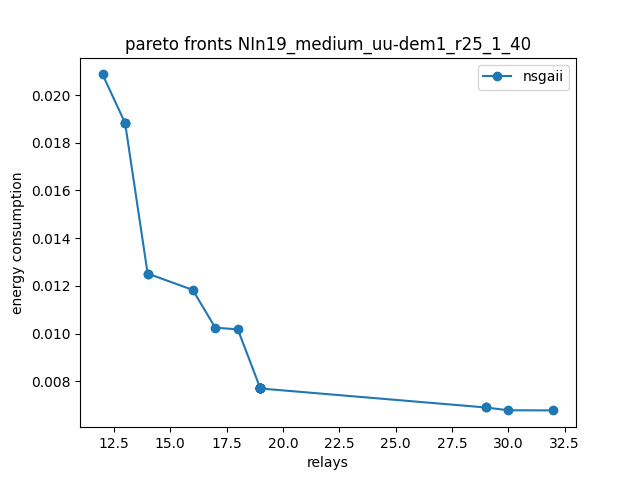 pareto fronts NIn19_medium_uu-dem1_r25_1_40
nsgaii
0.020
0.018
0.016
0.014
0.012
0.010
0.008
energy consumption
12.5 15.0 17.5 20.0 22.5 25.0 27.5 30.0 32.5
relays